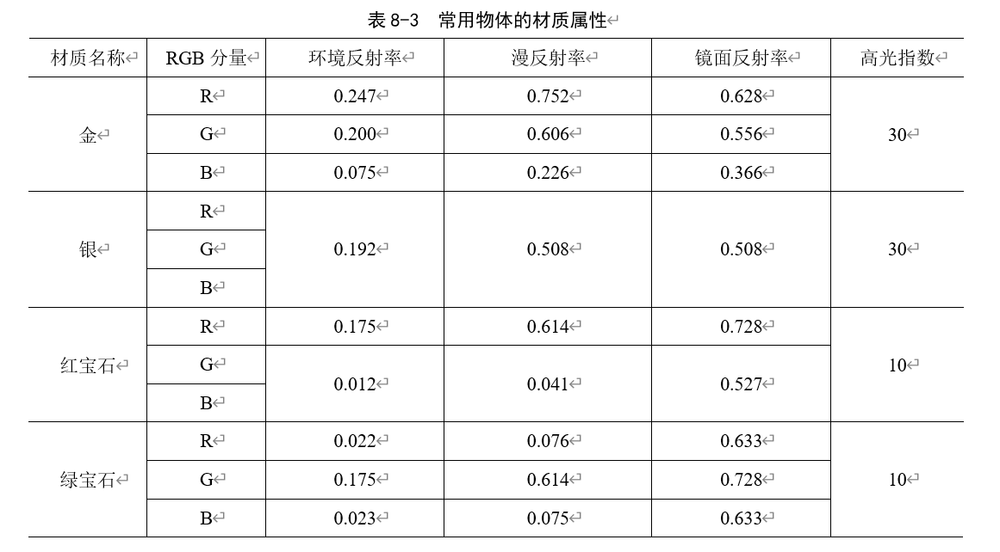 表 8-3 常用物体的材质属性↵
材质名称↵ RGB 分量↵ 环境反射率↵ 漫反射率↵ 镜面反射率↵ 高光指数↵
金↵ R↵ 0.247↵ 0.752↵ 0.628↵ 30↵
G↵ 0.200↵ 0.606↵ 0.556↵
B↵ 0.075↵ 0.226↵ 0.366↵
银↵ R↵ 0.192↵ 0.508↵ 0.508↵ 30↵
G↵
B↵
红宝石↵ R↵ 0.175↵ 0.614↵ 0.728↵ 10↵
G↵ 0.012↵ 0.041↵ 0.527↵
B↵
绿宝石↵ R↵ 0.022↵ 0.076↵ 0.633↵ 10↵
G↵ 0.175↵ 0.614↵ 0.728↵
B↵ 0.023↵ 0.075↵ 0.633↵